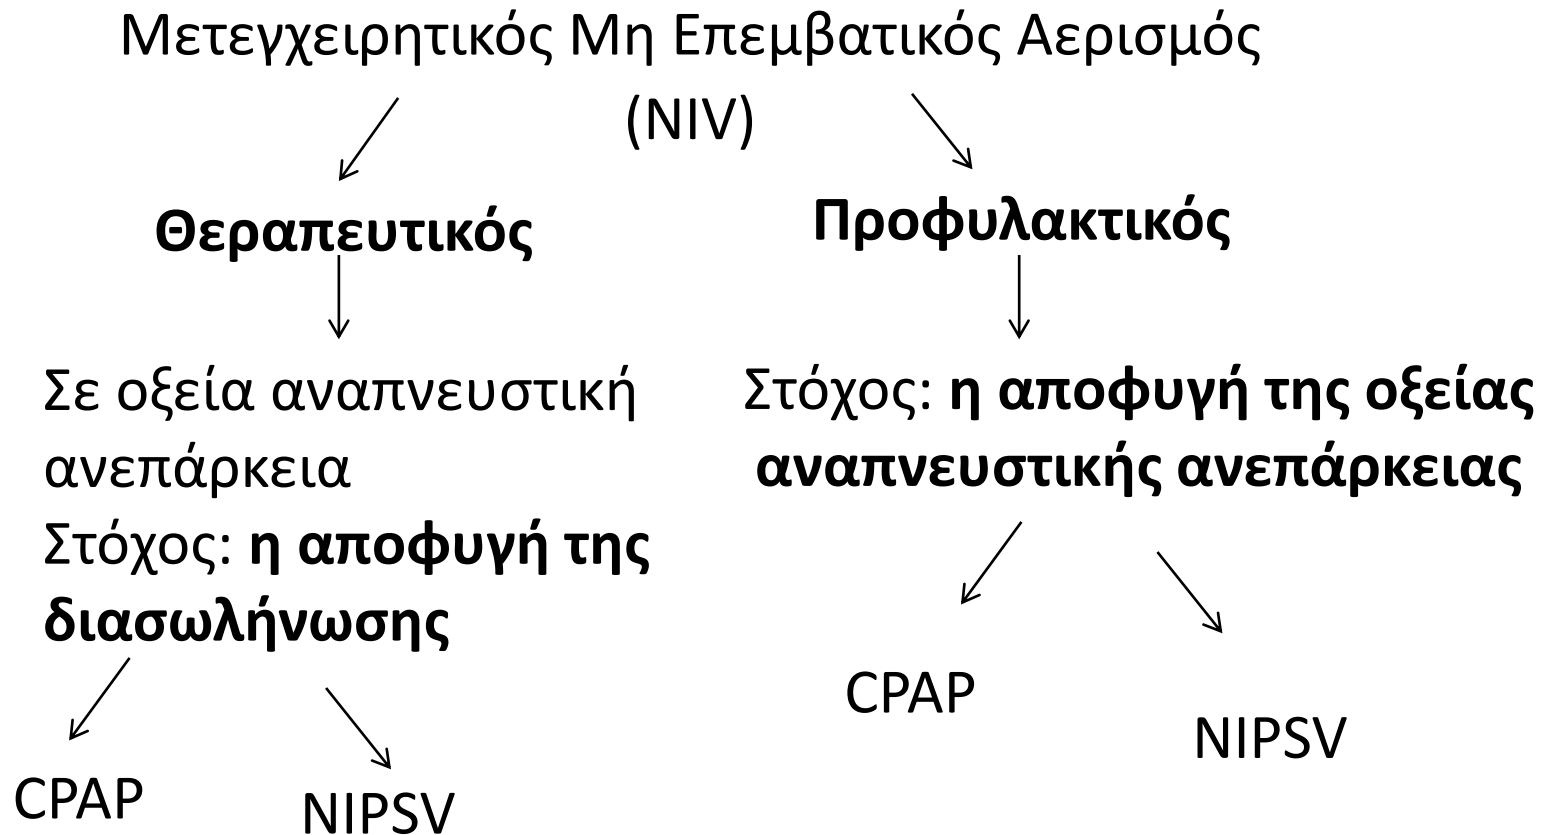 Μετεγχειρητικός Μη Επεμβατικός Αερισμός
(NIV)
Θεραπευτικός
Σε οξεία αναπνευστική
ανεπάρκεια
Στόχος: η αποφυγή της
διασωλήνωσης
CPAP
NIPSV
Προφυλακτικός
Στόχος: η αποφυγή της οξείας
αναπνευστικής ανεπάρκειας
CPAP
NIPSV